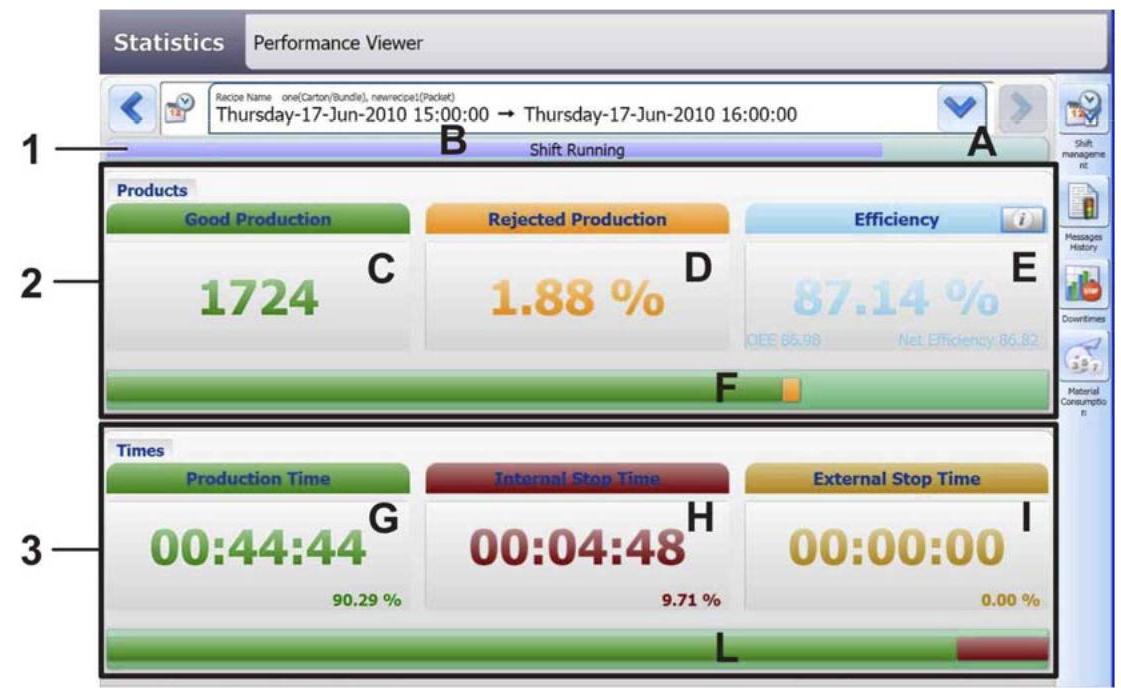 Statistics Performance Viewer
Recipe Name one(Carton/Bundle), newrecipe1(Packet)
Thursday-17-Jun-2010 15:00:00 → Thursday-17-Jun-2010 16:00:00
1 B Shift Running A
Shift
manageme
nt
Products
Good Production Rejected Production Efficiency i
Messages
History
2 C D E
1724 1.88 % 87.14 %
OEE 86.98 Net Efficiency 86.82
STOP
Downtimes
F
Material
Consumptio
n
Times
Production Time Internal Stop Time External Stop Time
3 G H I
00:44:44 00:04:48 00:00:00
90.29 % 9.71 % 0.00 %
L